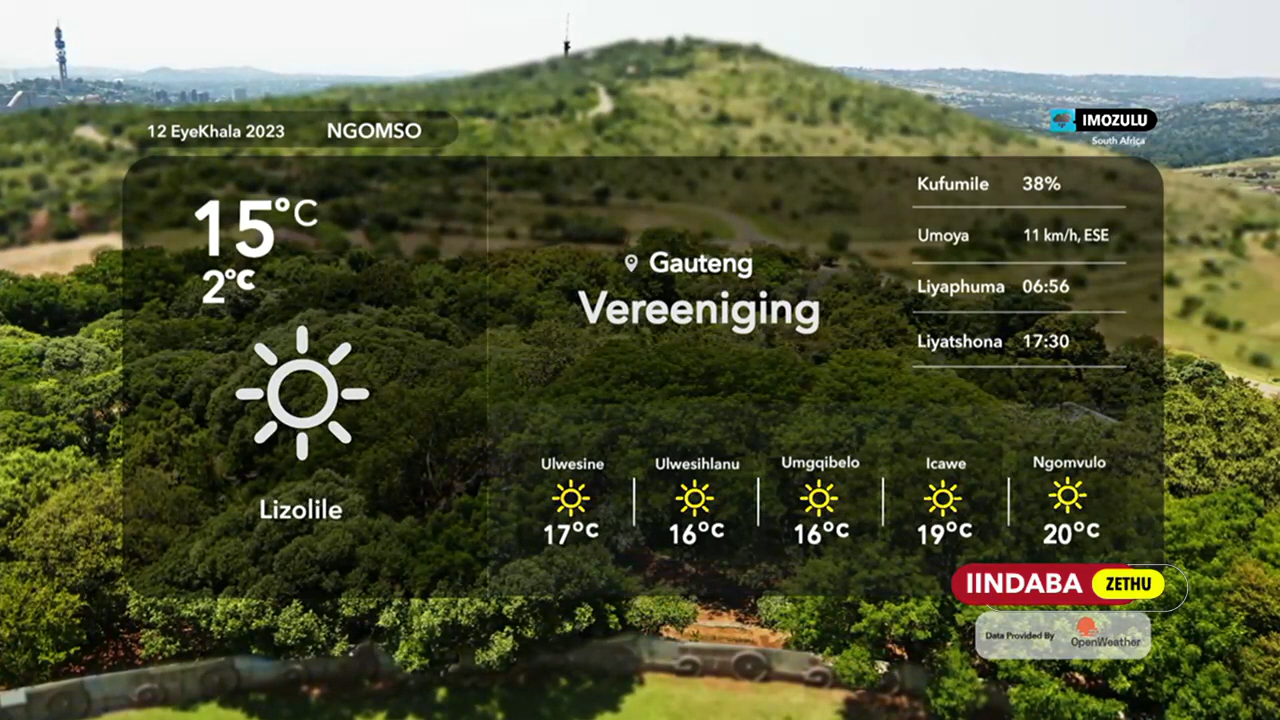 12 EyeKhala 2023 NGOMSO
IMOZULU
South Africa
15°C
2°C
Lizolile
Gauteng
Vereeniging
Kufumile 38%
Umoya 11 km/h, ESE
Liyaphuma 06:56
Liyatshona 17:30
Ulwesine Ulwesihlanu Umgqibelo Icawe Ngomvulo
17°C 16°C 16°C 19°C 20°C
IINDABA ZETHU
Data Provided By OpenWeather